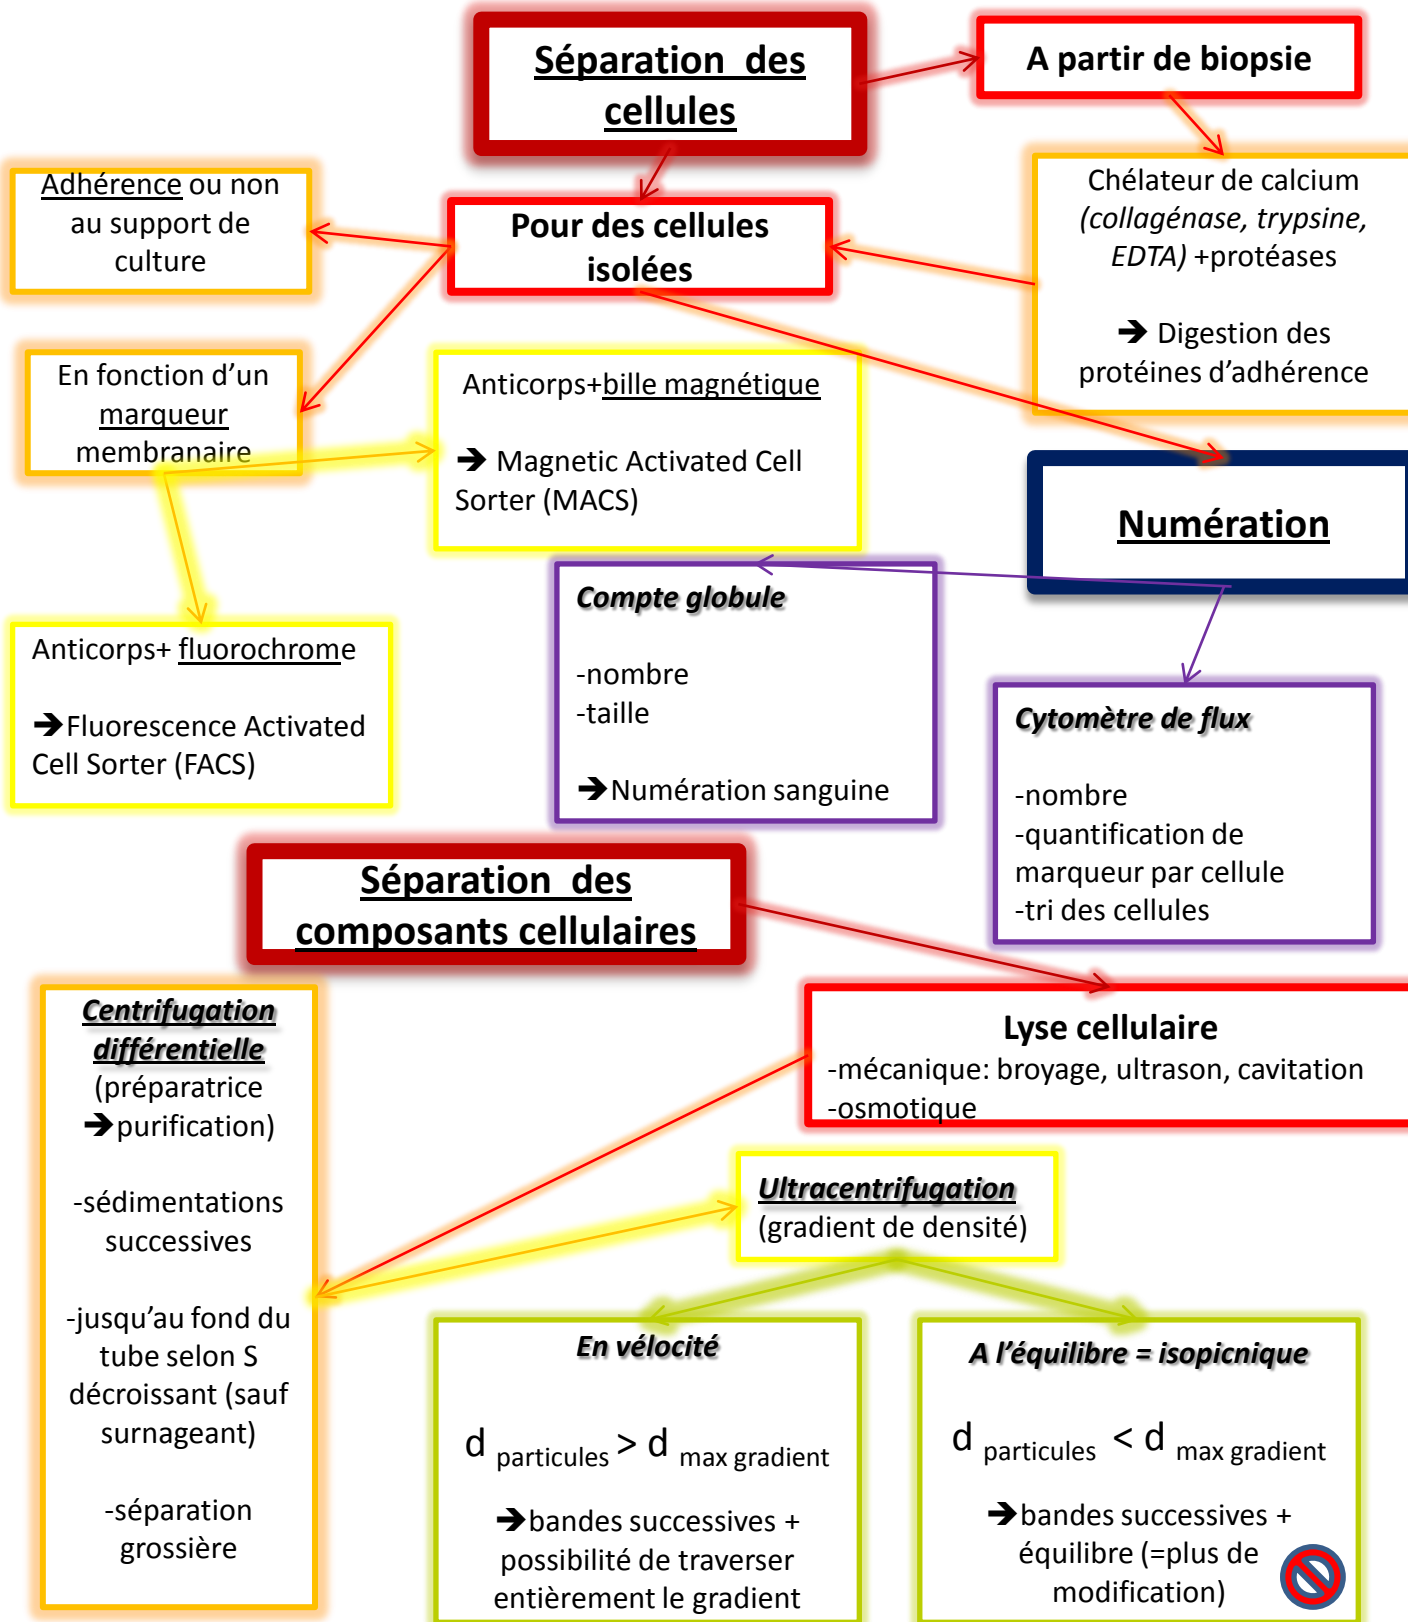 Séparation des
cellules
A partir de biopsie
Adhérence ou non
au support de
culture
Pour des cellules
isolées
Chélateur de calcium
(collagénase, trypsine,
EDTA) +protéases
➔ Digestion des
protéines d'adhérence
En fonction d'un
marqueur
membranaire
Anticorps+bille magnétique
➔ Magnetic Activated Cell
Sorter (MACS)
Numération
Anticorps+ fluorochrome
➔Fluorescence Activated
Cell Sorter (FACS)
Compte globule
-nombre
-taille
➔Numération sanguine
Cytomètre de flux
-nombre
-quantification de
marqueur par cellule
-tri des cellules
Séparation des
composants cellulaires
Centrifugation
différentielle
(préparatrice
➔purification)
-sédimentations
successives
-jusqu'au fond du
tube selon S
décroissant (sauf
surnageant)
-séparation
grossière
Lyse cellulaire
-mécanique: broyage, ultrason, cavitation
-osmotique
Ultracentrifugation
(gradient de densité)
En vélocité
d particules > d max gradient
➔bandes successives +
possibilité de traverser
entièrement le gradient
A l'équilibre = isopicnique
d particules < d max gradient
➔bandes successives +
équilibre (=plus de
modification)